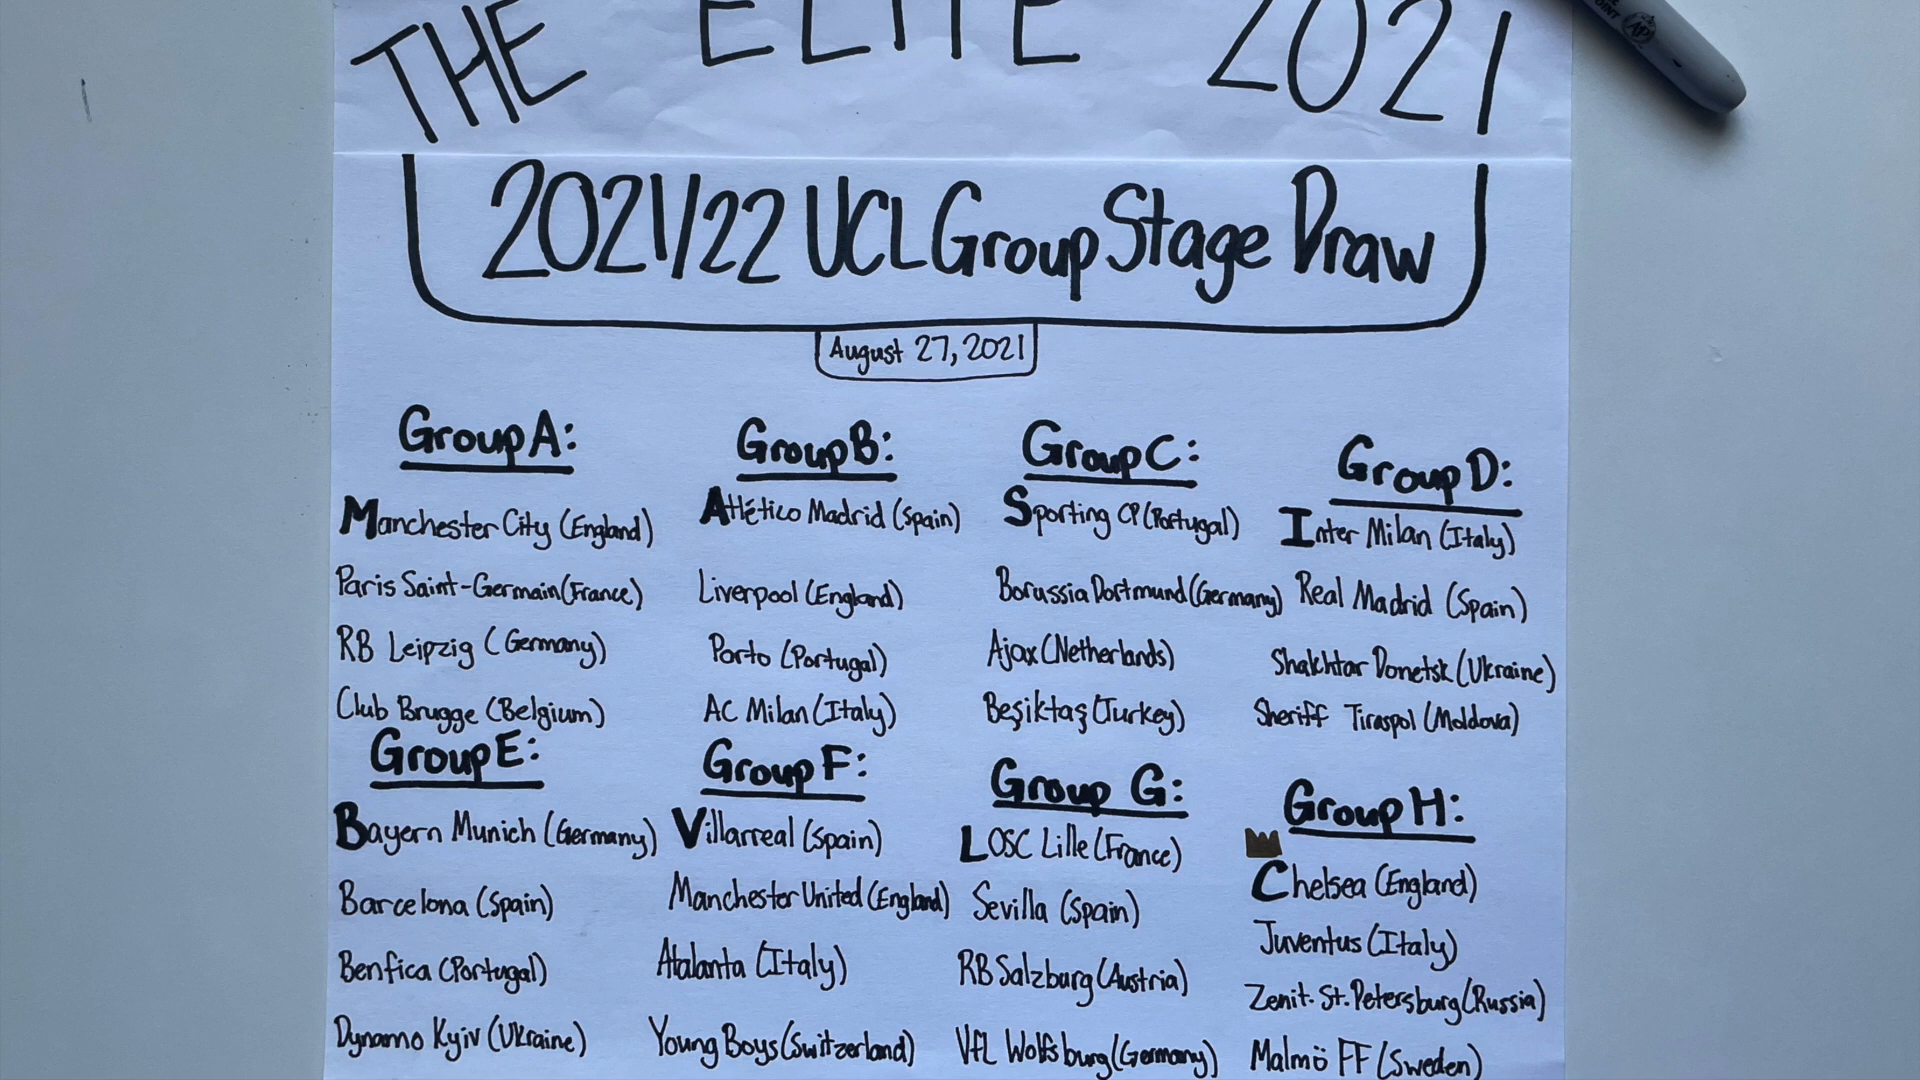 THE ELITE 2021
2021/22 UCL Group Stage Draw
August 27, 2021
Group A:
Manchester City (England)
Paris Saint-Germain (France)
RB Leipzig (Germany)
Club Brugge (Belgium)
Group B:
Atlético Madrid (Spain)
Liverpool (England)
Porto (Portugal)
AC Milan (Italy)
Group C:
Sporting CP (Portugal)
Borussia Dortmund (Germany)
Ajax (Netherlands)
Beşiktaş (Turkey)
Group D:
Inter Milan (Italy)
Real Madrid (Spain)
Shakhtar Donetsk (Ukraine)
Sheriff Tiraspol (Moldova)
Group E:
Bayern Munich (Germany)
Barcelona (Spain)
Benfica (Portugal)
Dynamo Kyiv (Ukraine)
Group F:
Villarreal (Spain)
Manchester United (England)
Atalanta (Italy)
Young Boys (Switzerland)
Group G:
LOSC Lille (France)
Sevilla (Spain)
RB Salzburg (Austria)
VfL Wolfsburg (Germany)
Group H:
Chelsea (England)
Juventus (Italy)
Zenit. St. Petersburg (Russia)
Malmö FF (Sweden)